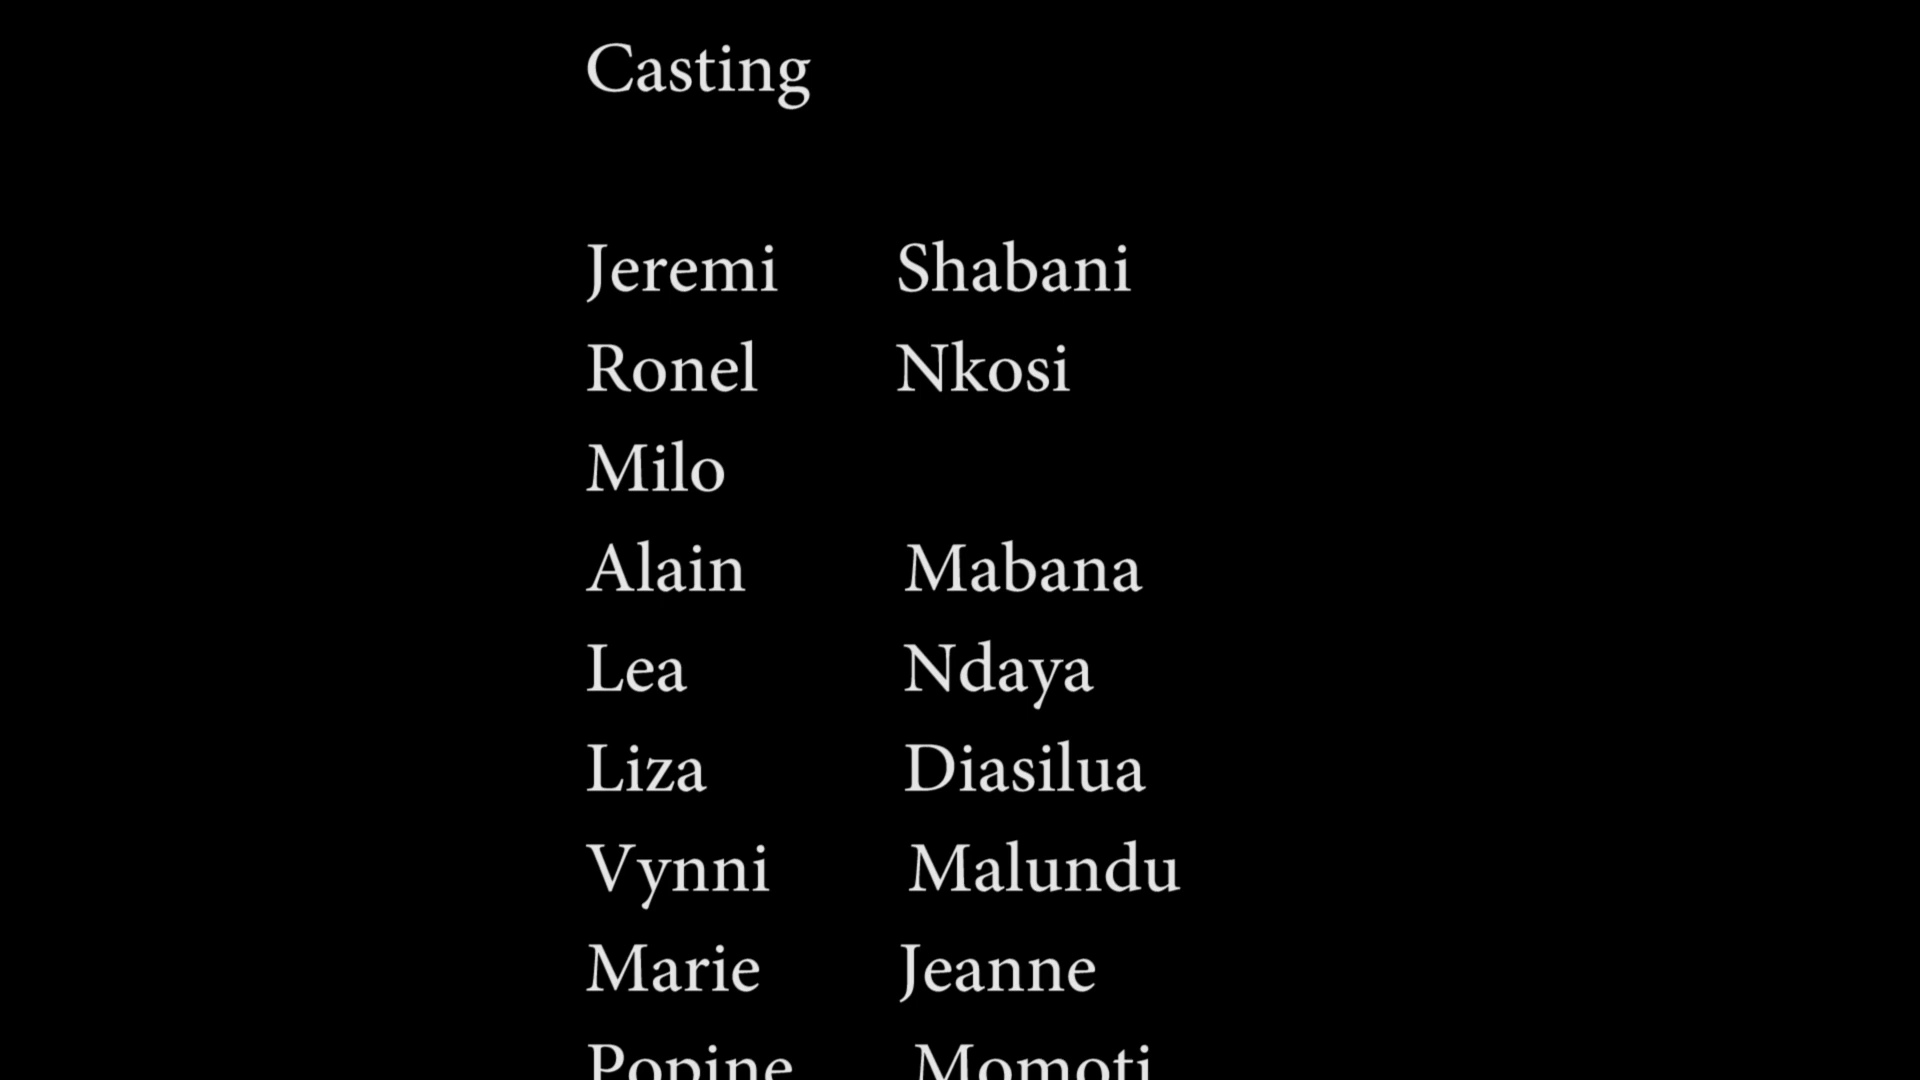 Casting
Jeremi Shabani
Ronel Nkosi
Milo
Alain Mabana
Lea Ndaya
Liza Diasilua
Vynni Malundu
Marie Jeanne
Popine Momoti